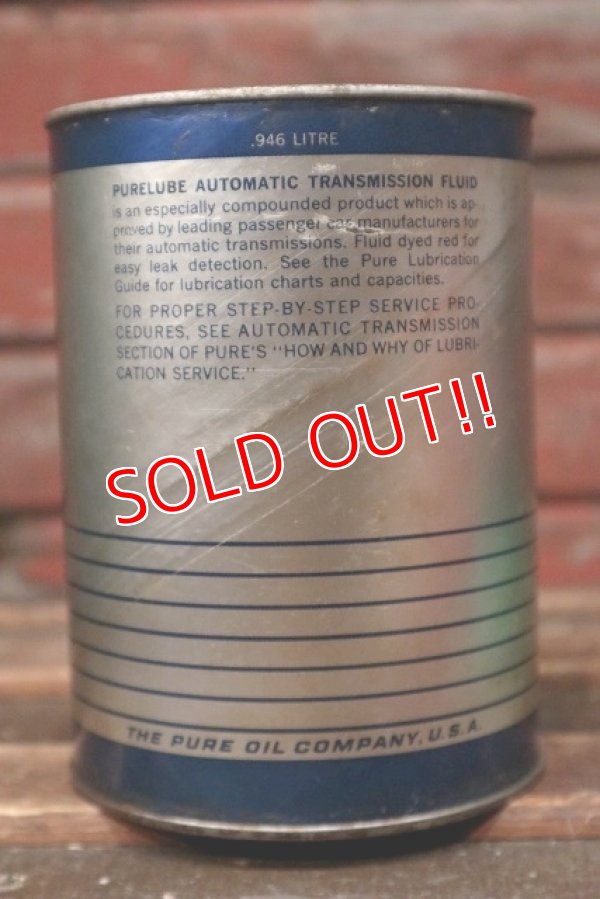 .946 LITRE
PURELUBE AUTOMATIC TRANSMISSION FLUID
is an especially compounded product which is ap-
proved by leading passenger car manufacturers for
their automatic transmissions. Fluid dyed red for
easy leak detection. See the Pure Lubrication
Guide for lubrication charts and capacities.
FOR PROPER STEP-BY-STEP SERVICE PRO-
CEDURES, SEE AUTOMATIC TRANSMISSION
SECTION OF PURE'S "HOW AND WHY OF LUBRI-
CATION SERVICE."
SOLD OUT!!
THE PURE OIL COMPANY, U.S.A.